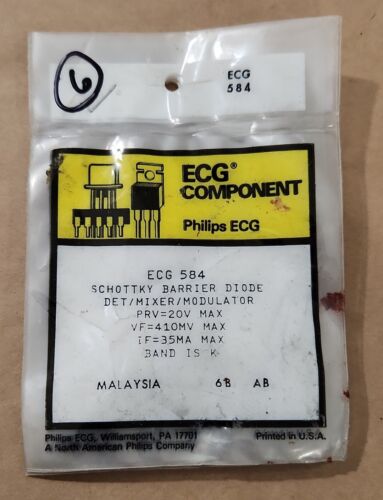 6
ECG
584
ECG®
COMPONENT
Philips ECG
ECG 584
SCHOTTKY BARRIER DIODE
DET/MIXER/MODULATOR
PRV=20V MAX
VF=410MV MAX
IF=35MA MAX
BAND IS K
MALAYSIA 6B AB
Philips ECG, Williamsport, PA 17701 Printed in U.S.A.
A North American Philips Company